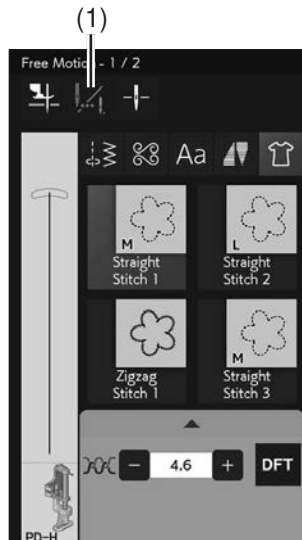 (1)
Free Motion - 1 / 2
Aa
M
Straight
Stitch 1
L
Straight
Stitch 2
Zigzag
Stitch 1
M
Straight
Stitch 3
4.6
DFT
PD-H